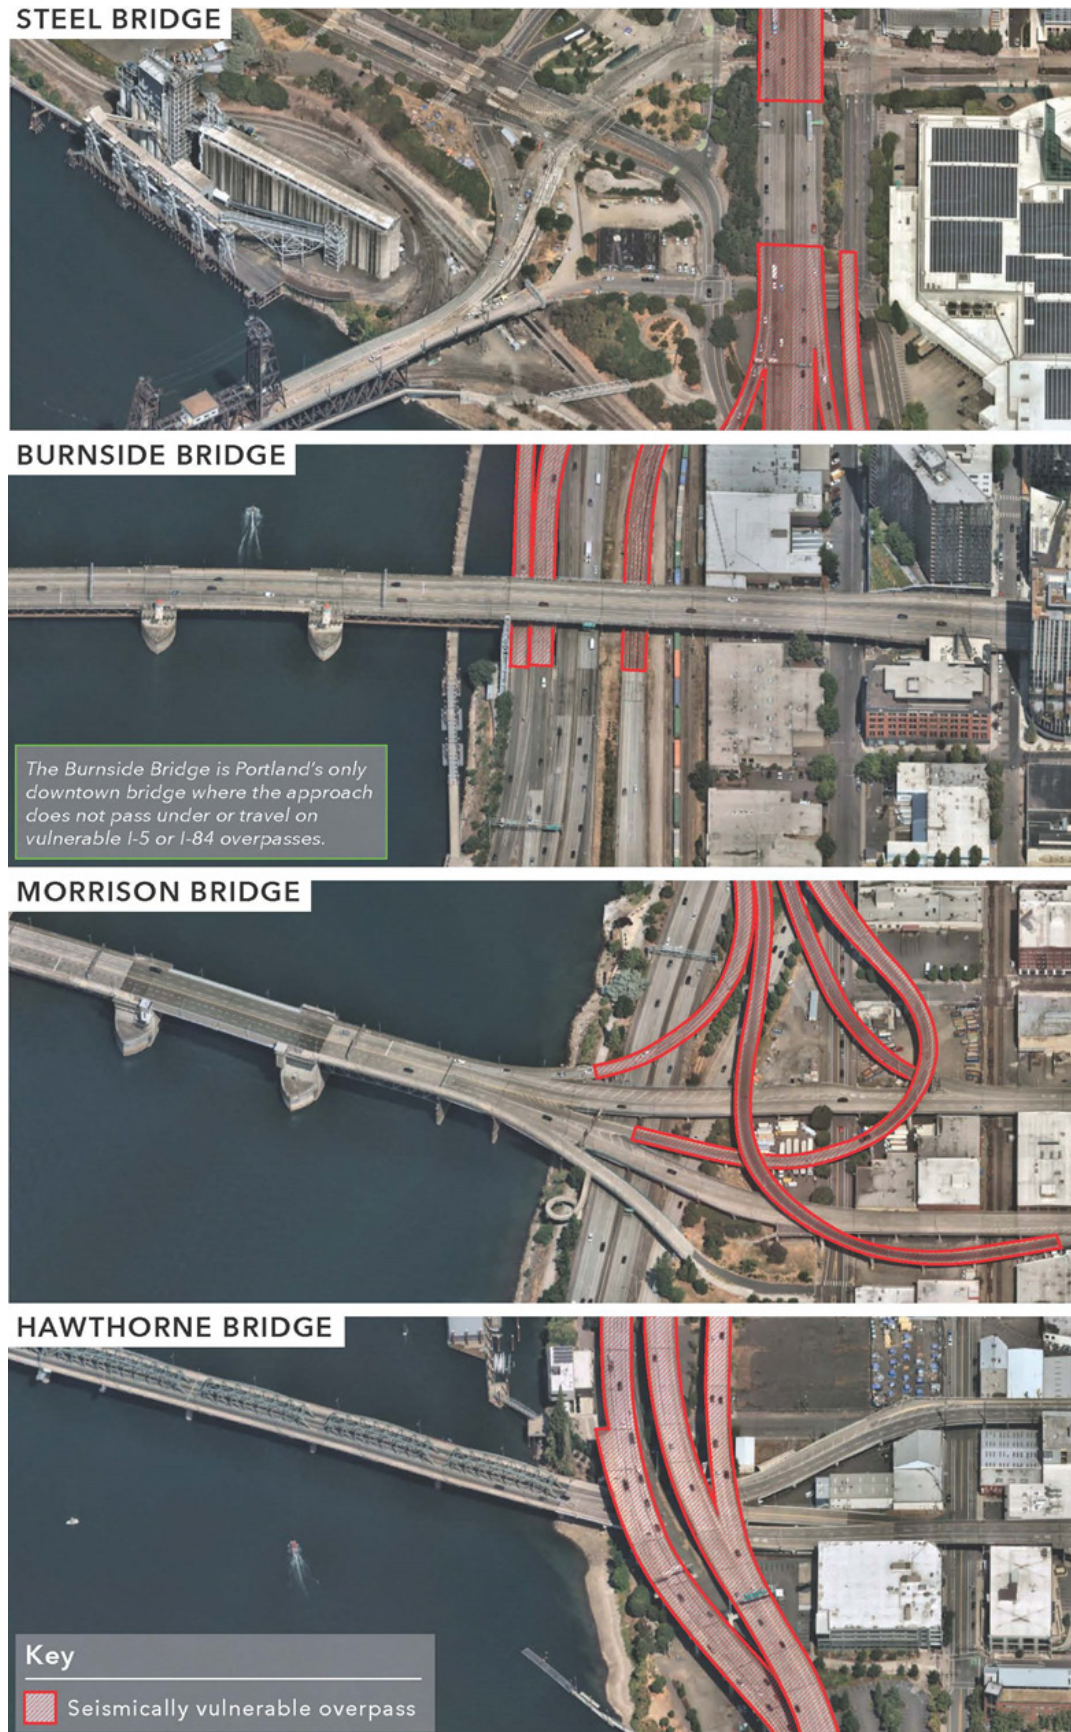 STEEL BRIDGE
BURNSIDE BRIDGE
The Burnside Bridge is Portland's only
downtown bridge where the approach
does not pass under or travel on
vulnerable I-5 or I-84 overpasses.
MORRISON BRIDGE
HAWTHORNE BRIDGE
Key
Seismically vulnerable overpass